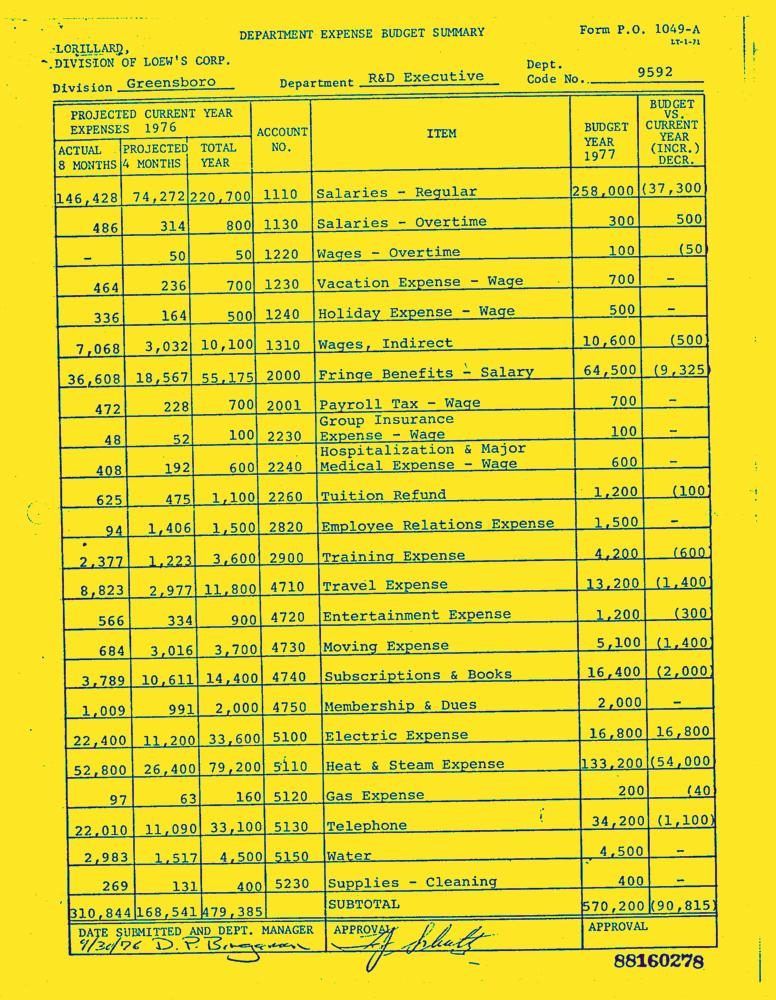 DEPARTMENT EXPENSE BUDGET SUMMARY
Form P.O. 1049-A
LT-1-71
LORILLARD,
DIVISION OF LOEW'S CORP.
Division Greensboro Department R&D Executive Dept. Code No. 9592
PROJECTED CURRENT YEAR EXPENSES 1976
ACTUAL 8 MONTHS PROJECTED 4 MONTHS TOTAL YEAR ACCOUNT NO. ITEM BUDGET YEAR 1977 BUDGET VS. CURRENT YEAR (INCR.) DECR.
146,428 74,272 220,700 1110 Salaries - Regular 258,000 (37,300
486 314 800 1130 Salaries - Overtime 300 500
- 50 50 1220 Wages - Overtime 100 (50
464 236 700 1230 Vacation Expense - Wage 700 -
336 164 500 1240 Holiday Expense - Wage 500 -
7,068 3,032 10,100 1310 Wages, Indirect 10,600 (500)
36,608 18,567 55,175 2000 Fringe Benefits - Salary 64,500 (9,325
472 228 700 2001 Payroll Tax - Wage 700 -
Group Insurance
48 52 100 2230 Expense - Wage 100 -
Hospitalization & Major
408 192 600 2240 Medical Expense - Wage 600 -
625 475 1,100 2260 Tuition Refund 1,200 (100)
94 1,406 1,500 2820 Employee Relations Expense 1,500 -
2,377 1,223 3,600 2900 Training Expense 4,200 (600
8,823 2,977 11,800 4710 Travel Expense 13,200 (1,400)
566 334 900 4720 Entertainment Expense 1,200 (300)
684 3,016 3,700 4730 Moving Expense 5,100 (1,400)
3,789 10,611 14,400 4740 Subscriptions & Books 16,400 (2,000)
1,009 991 2,000 4750 Membership & Dues 2,000 -
22,400 11,200 33,600 5100 Electric Expense 16,800 16,800
52,800 26,400 79,200 5110 Heat & Steam Expense 133,200 (54,000
97 63 160 5120 Gas Expense 200 (40
22,010 11,090 33,100 5130 Telephone 34,200 (1,100)
2,983 1,517 4,500 5150 Water 4,500 -
269 131 400 5230 Supplies - Cleaning 400 -
310,844 168,541 479,385 SUBTOTAL 570,200 (90,815)
DATE SUBMITTED AND DEPT. MANAGER APPROVAL APPROVAL
9/30/76 D. P.
88160278